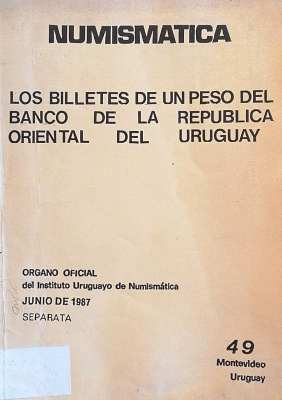 NUMISMATICA
LOS BILLETES DE UN PESO DEL
BANCO DE LA REPUBLICA
ORIENTAL DEL URUGUAY
ORGANO OFICIAL
del Instituto Uruguayo de Numismática
JUNIO DE 1987
SEPARATA
49
Montevideo
Uruguay